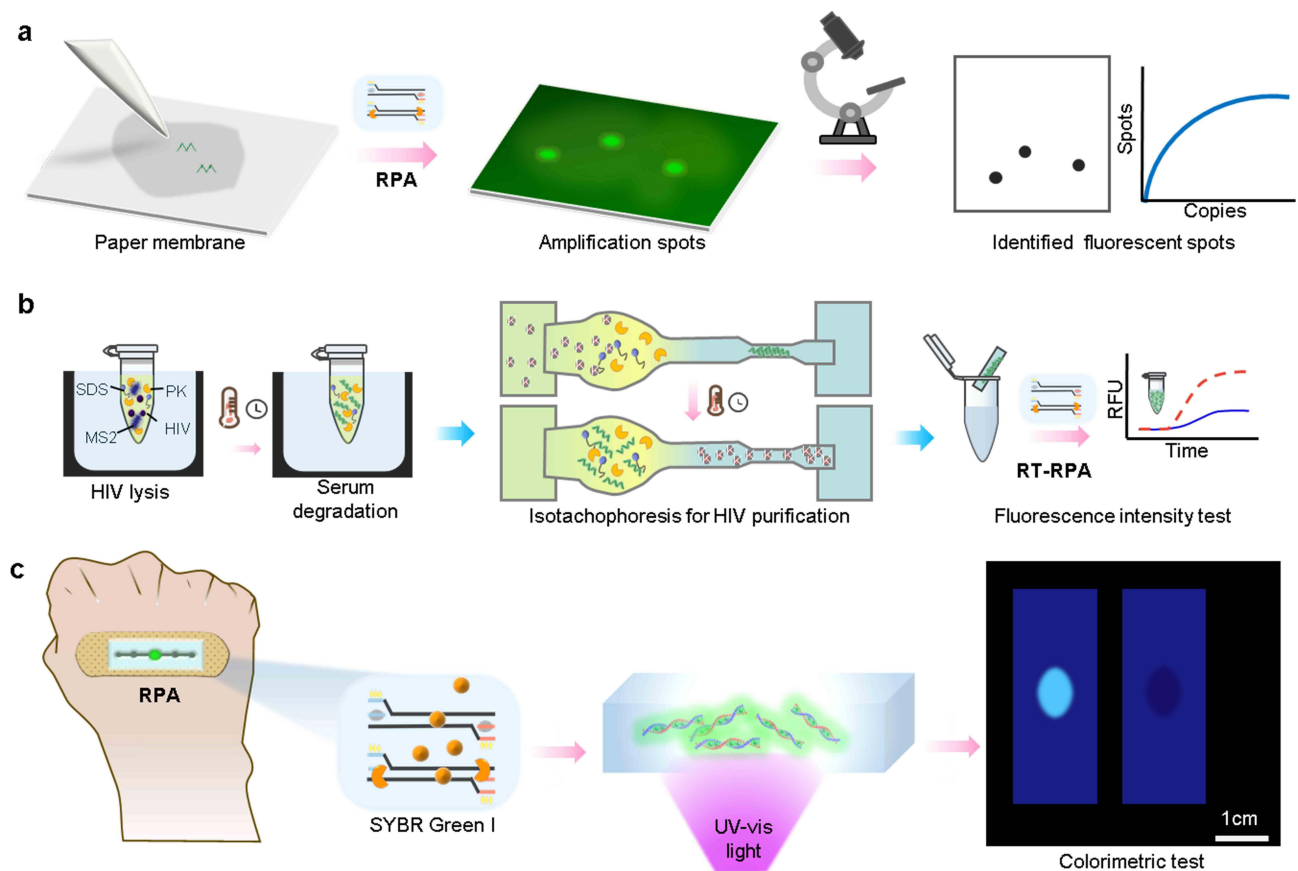 a
RPA
Paper membrane
Amplification spots
Spots
Copies
Identified fluorescent spots
b
SDS
PK
MS2
HIV
HIV lysis
Serum
degradation
Isotachophoresis for HIV purification
RT-RPA
RFU
Time
Fluorescence intensity test
c
RPA
SYBR Green I
UV-vis
light
1cm
Colorimetric test